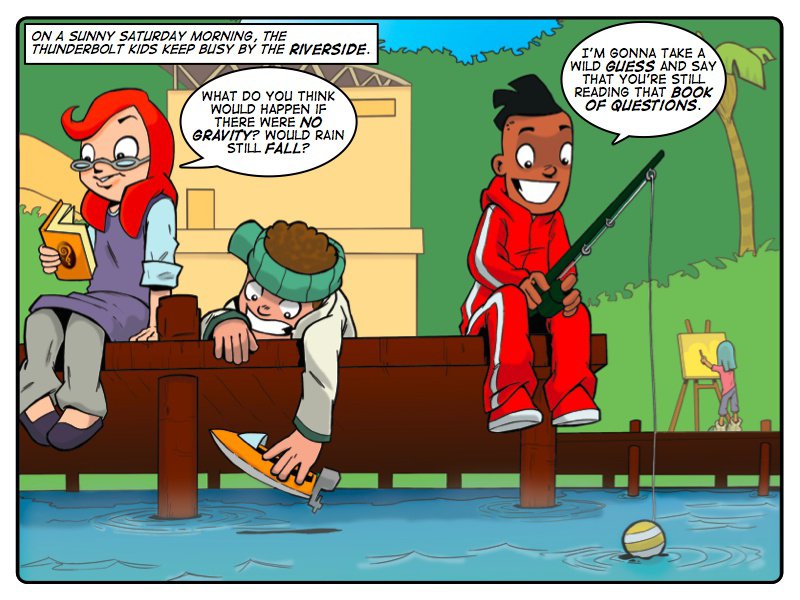 ON A SUNNY SATURDAY MORNING, THE
THUNDERBOLT KIDS KEEP BUSY BY THE RIVERSIDE.
WHAT DO YOU THINK
WOULD HAPPEN IF
THERE WERE NO
GRAVITY? WOULD RAIN
STILL FALL?
I'M GONNA TAKE A
WILD GUESS AND SAY
THAT YOU'RE STILL
READING THAT BOOK
OF QUESTIONS.